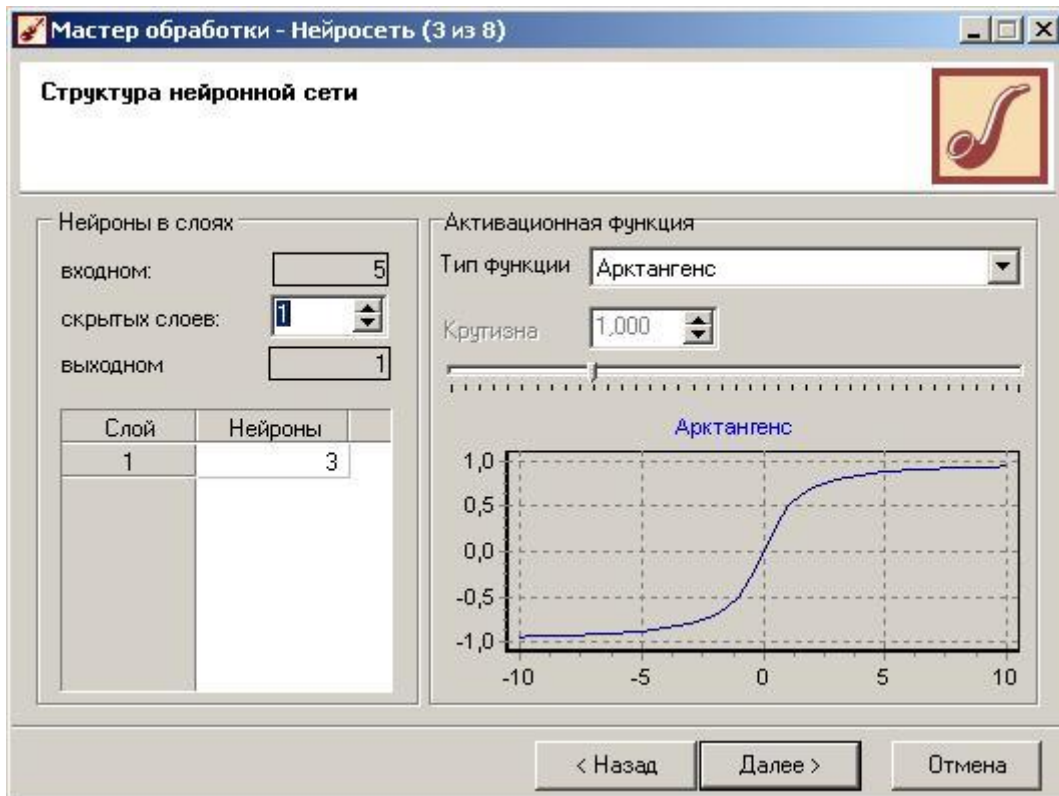 Мастер обработки - Нейросеть (3 из 8)
Структура нейронной сети
Нейроны в слоях
входном: 5
скрытых слоев: 1
выходном 1
Слой Нейроны
1 3
Активационная функция
Тип функции Арктангенс
Крутизна 1,000
Арктангенс
1,0
0,5
0,0
-0,5
-1,0
-10 -5 0 5 10
< Назад Далее > Отмена